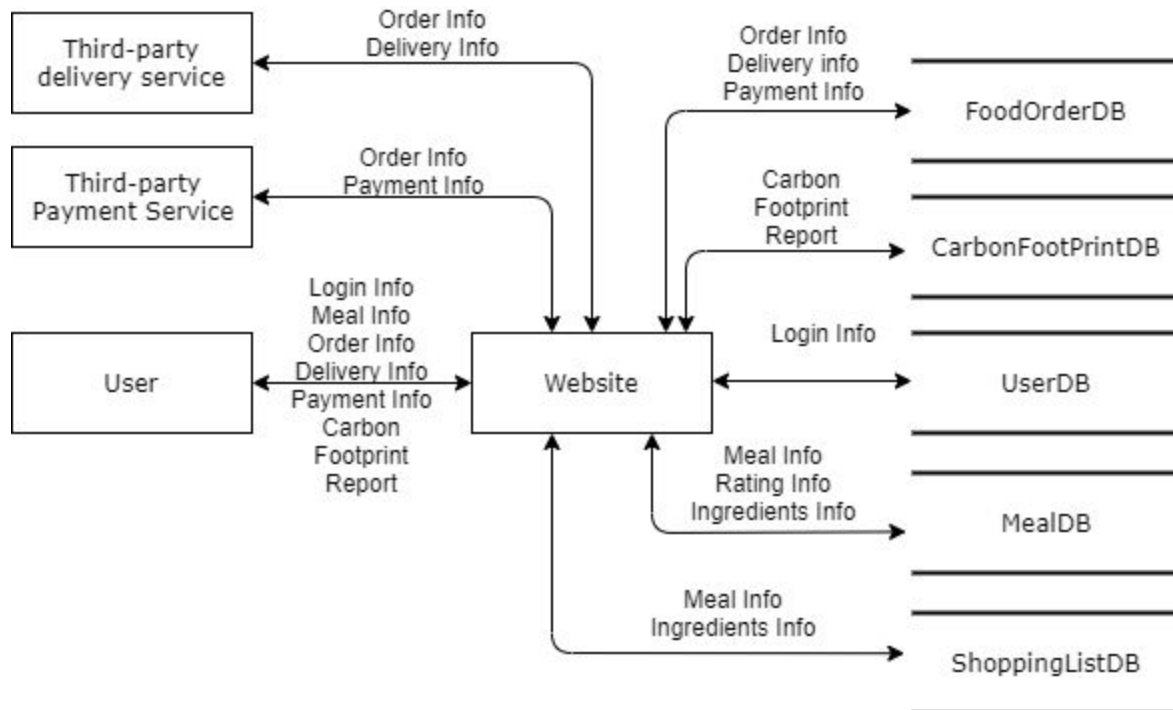 Order Info
Delivery Info
Third-party
delivery service
Order Info
Delivery info
Payment Info
FoodOrderDB
Order Info
Payment Info
Third-party
Payment Service
Carbon
Footprint
Report
CarbonFootPrintDB
Login Info
Meal Info
Order Info
Delivery Info
Payment Info
Carbon
Footprint
Report
User
Website
Login Info
UserDB
Meal Info
Rating Info
Ingredients Info
MealDB
Meal Info
Ingredients Info
ShoppingListDB